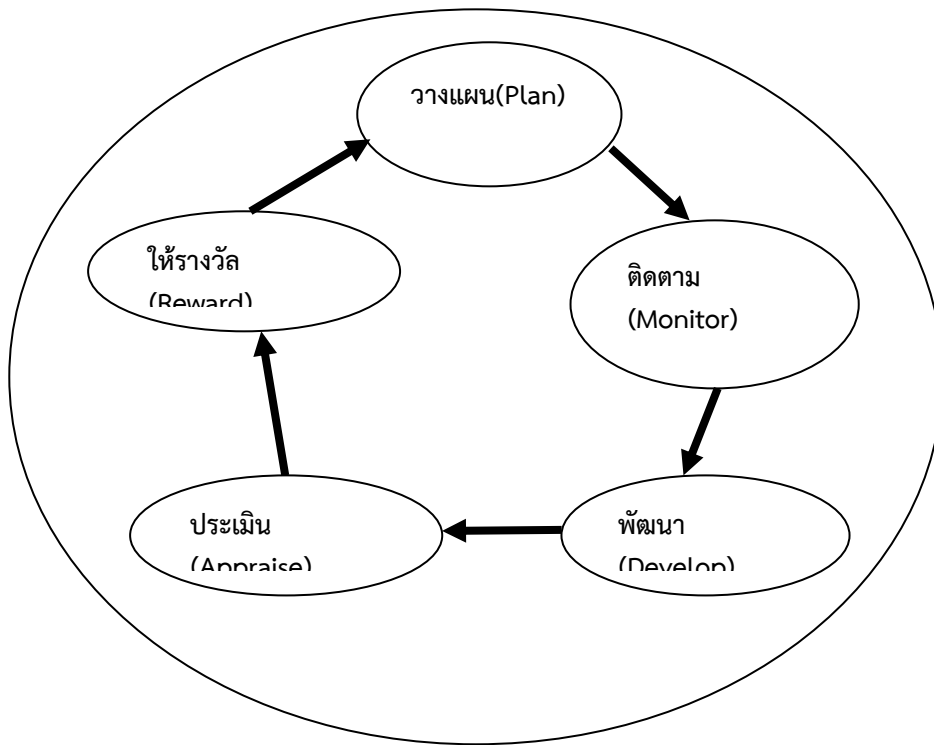 วางแผน(Plan)
ติดตาม
(Monitor)
พัฒนา
(Develop)
ประเมิน
(Appraise)
ให้รางวัล
(Reward)